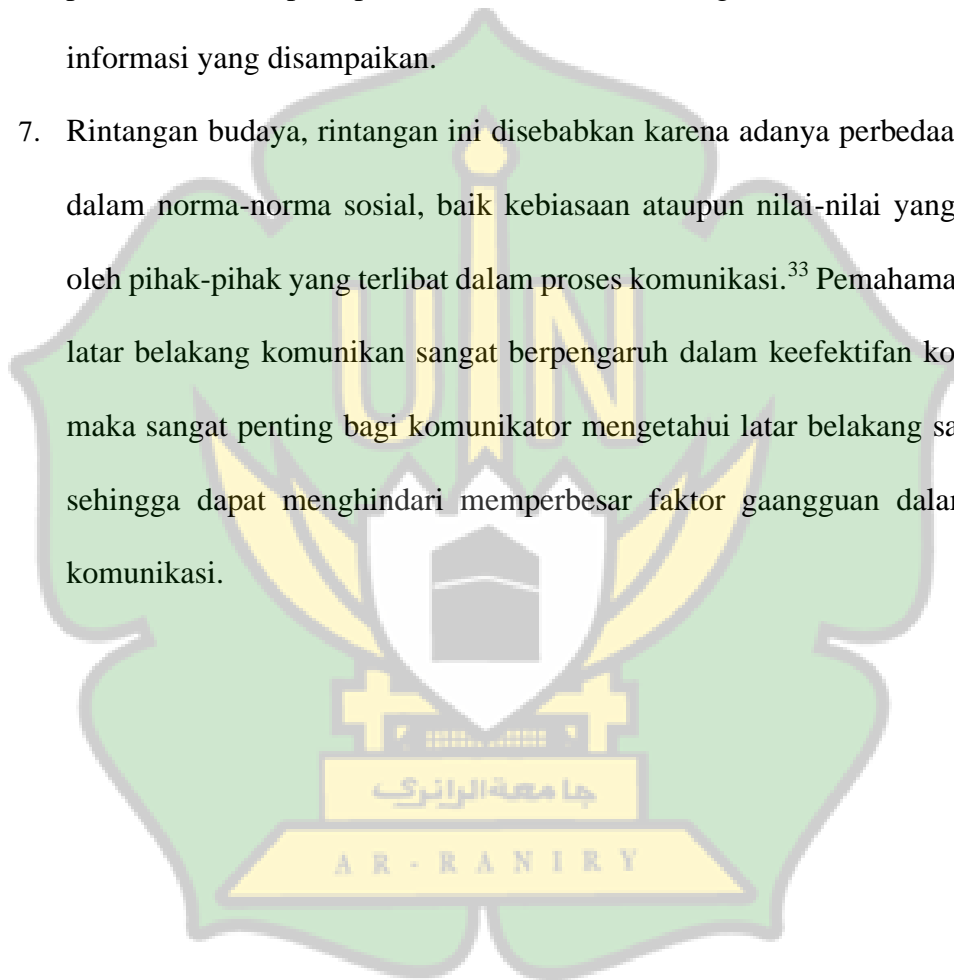 informasi yang disampaikan.
7. Rintangan budaya, rintangan ini disebabkan karena adanya perbedaa
dalam norma-norma sosial, baik kebiasaan ataupun nilai-nilai yang
oleh pihak-pihak yang terlibat dalam proses komunikasi.33 Pemahama
latar belakang komunikan sangat berpengaruh dalam keefektifan ko
maka sangat penting bagi komunikator mengetahui latar belakang sa
sehingga dapat menghindari memperbesar faktor gaangguan dala
komunikasi.
UIN
جامعة الرانري
AR-RANIRY